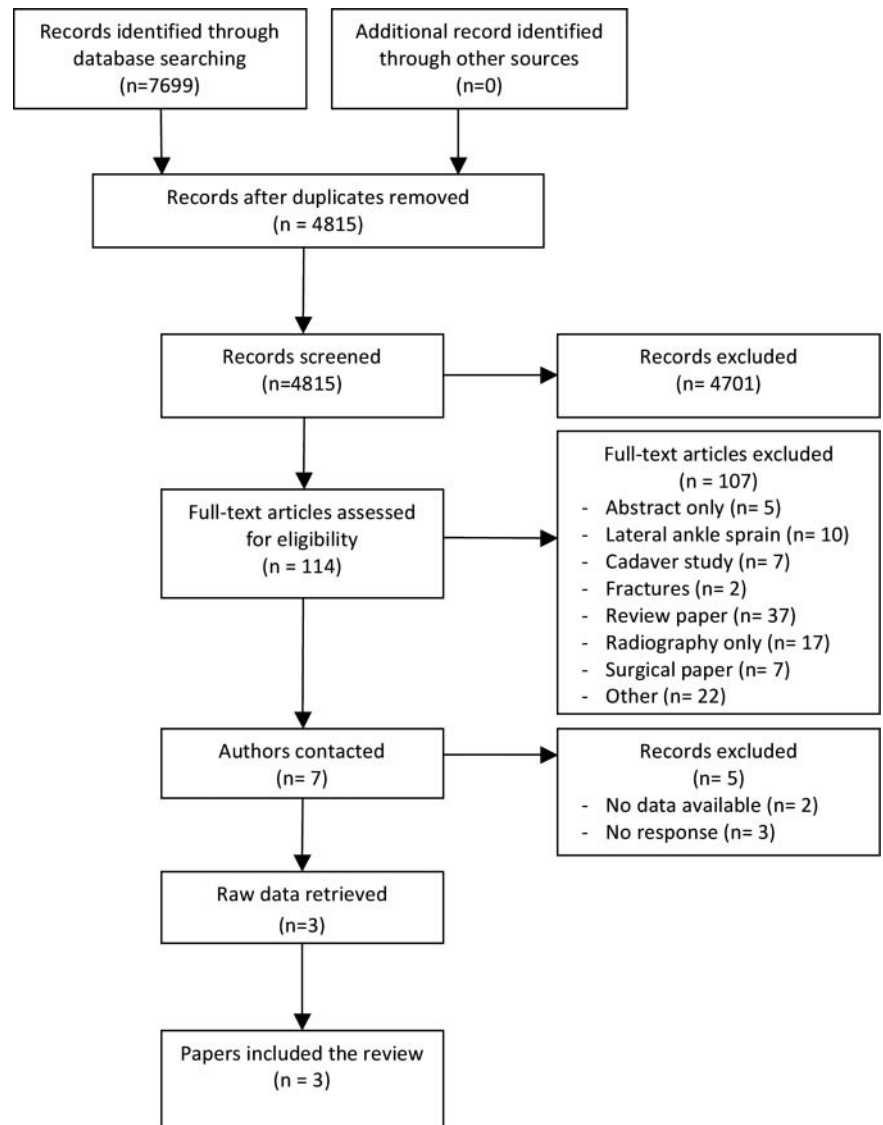 Records identified through
database searching
(n=7699)
Additional record identified
through other sources
(n=0)
Records after duplicates removed
(n = 4815)
Records screened
(n=4815)
Records excluded
(n= 4701)
Full-text articles assessed
for eligibility
(n = 114)
Full-text articles excluded
(n = 107)
- Abstract only (n= 5)
- Lateral ankle sprain (n= 10)
- Cadaver study (n= 7)
- Fractures (n= 2)
- Review paper (n= 37)
- Radiography only (n= 17)
- Surgical paper (n= 7)
- Other (n= 22)
Authors contacted
(n= 7)
Records excluded
(n= 5)
- No data available (n= 2)
- No response (n= 3)
Raw data retrieved
(n=3)
Papers included the review
(n = 3)